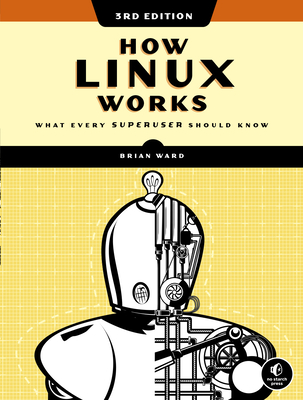 3RD EDITION
HOW
LINUX
WORKS
WHAT EVERY SUPERUSER SHOULD KNOW
BRIAN WARD
no starch
press